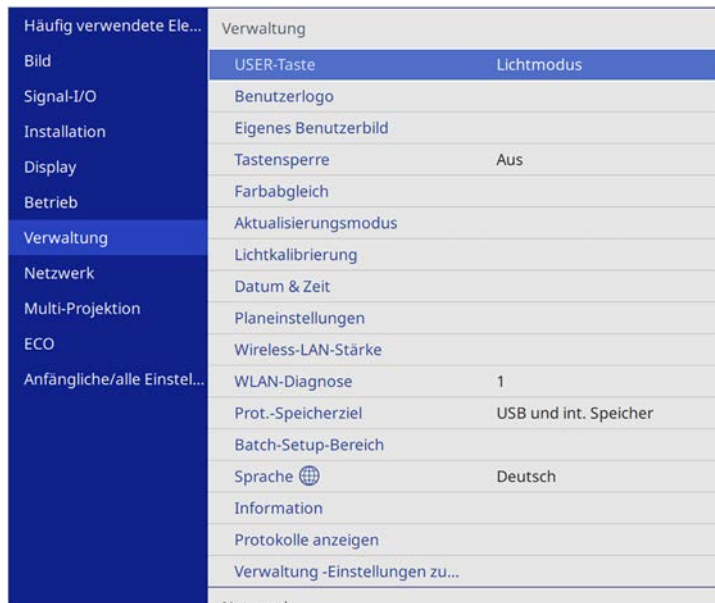 Häufig verwendete Ele...
Bild
Signal-I/O
Installation
Display
Betrieb
Verwaltung
Netzwerk
Multi-Projektion
ECO
Anfängliche/alle Einstel...
Verwaltung
USER-Taste Lichtmodus
Benutzerlogo
Eigenes Benutzerbild
Tastensperre Aus
Farbabgleich
Aktualisierungsmodus
Lichtkalibrierung
Datum & Zeit
Planeinstellungen
Wireless-LAN-Stärke
WLAN-Diagnose 1
Prot.-Speicherziel USB und int. Speicher
Batch-Setup-Bereich
Sprache Deutsch
Information
Protokolle anzeigen
Verwaltung -Einstellungen zu...